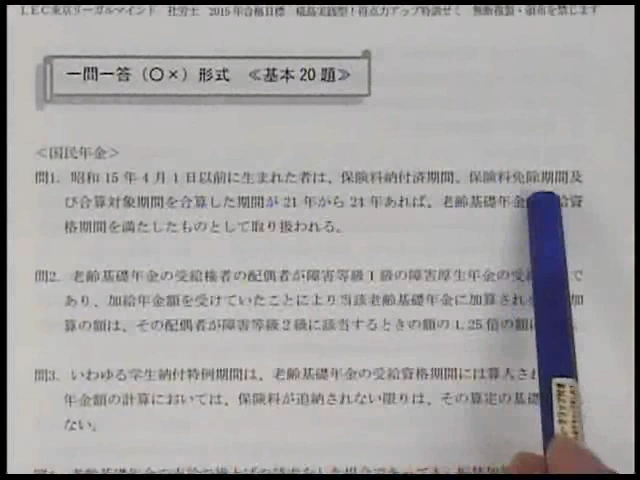 LEC東京リーガルマインド 社労士 2015年合格目標 得点力アップ特訓ゼミ 無断複製・頒布を禁じます
一問一答(○×)形式 ≪基本20題≫
<国民年金>
問1. 昭和15年4月1日以前に生まれた者は、保険料納付済期間、保険料免除期間及
び合算対象期間を合算した期間が21年から24年あれば、老齢基礎年金 給資
格期間を満たしたものとして取り扱われる。
問2. 老齢基礎年金の受給権者の配偶者が障害等級1級の障害厚生年金の受 で
あり、加給年金額を受けていたことにより当該老齢基礎年金に加算され 加
算の額は、その配偶者が障害等級2級に該当するときの額の1.25倍の額
問3. いわゆる学生納付特例期間は、老齢基礎年金の受給資格期間には算入さ
年金額の計算においては、保険料が追納されない限りは、その算定の基礎
ない。